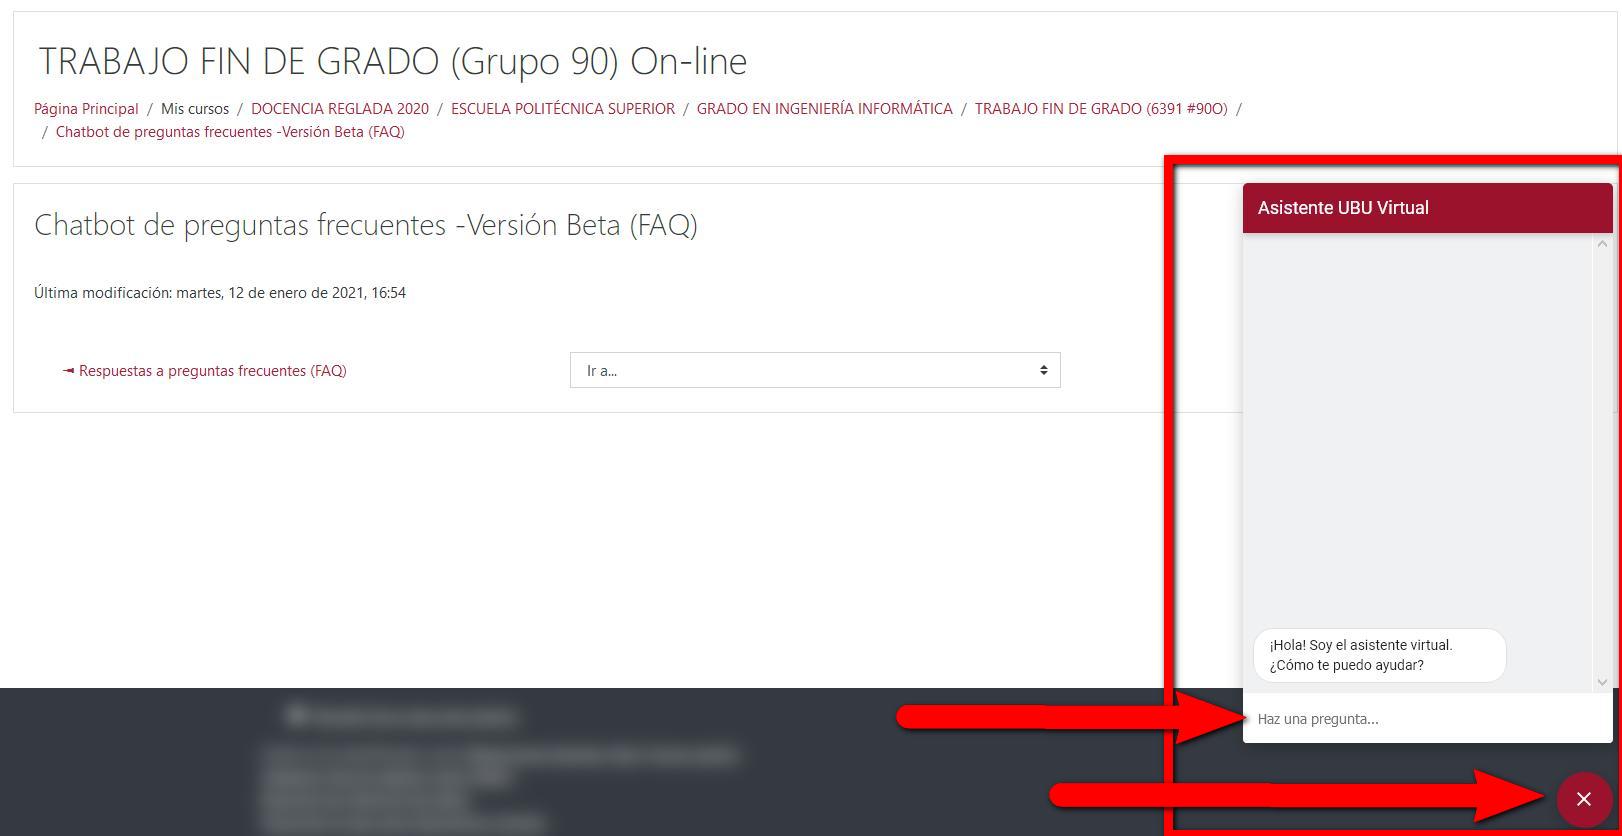 TRABAJO FIN DE GRADO (Grupo 90) On-line
Página Principal / Mis cursos / DOCENCIA REGLADA 2020 / ESCUELA POLITÉCNICA SUPERIOR / GRADO EN INGENIERÍA INFORMÁTICA / TRABAJO FIN DE GRADO (6391 #90O) /
/ Chatbot de preguntas frecuentes -Versión Beta (FAQ)
Chatbot de preguntas frecuentes -Versión Beta (FAQ)
Última modificación: martes, 12 de enero de 2021, 16:54
◄ Respuestas a preguntas frecuentes (FAQ)
Ir a...
Asistente UBU Virtual
¡Hola! Soy el asistente virtual.
¿Cómo te puedo ayudar?
Haz una pregunta...